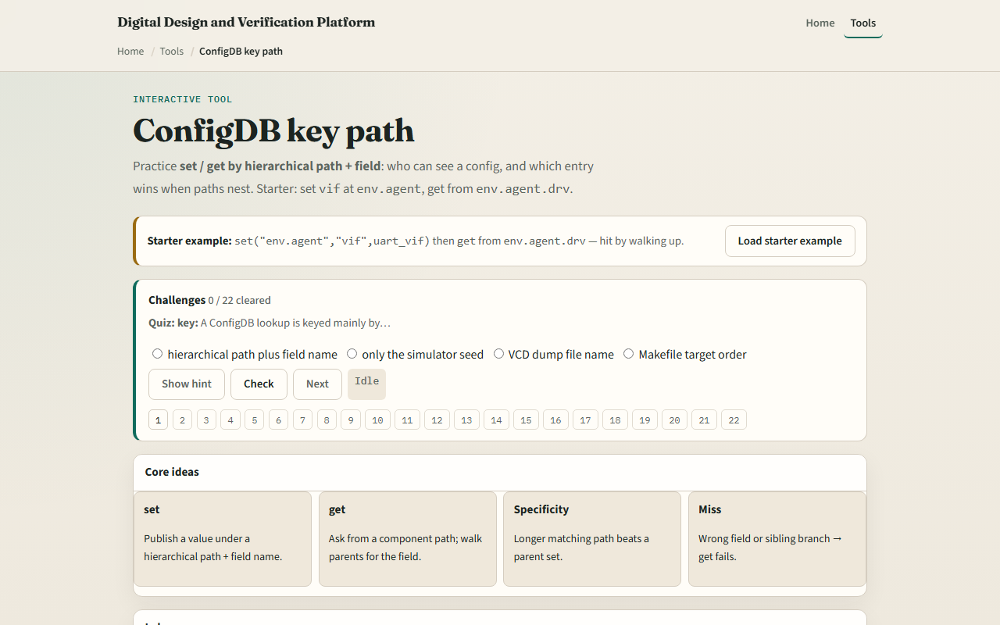 Digital Design and Verification Platform
Home Tools
Home / Tools / ConfigDB key path
INTERACTIVE TOOL
ConfigDB key path
Practice set / get by hierarchical path + field: who can see a config, and which entry
wins when paths nest. Starter: set vif at env.agent, get from env.agent.drv.
Starter example: set("env.agent","vif",uart_vif) then get from env.agent.drv — hit by walking up.
Load starter example
Challenges 0 / 22 cleared
Quiz: key: A ConfigDB lookup is keyed mainly by…
hierarchical path plus field name only the simulator seed VCD dump file name Makefile target order
Show hint Check Next Idle
1 2 3 4 5 6 7 8 9 10 11 12 13 14 15 16 17 18 19 20 21 22
Core ideas
set
Publish a value under a
hierarchical path + field name.
get
Ask from a component path; walk
parents for the field.
Specificity
Longer matching path beats a
parent set.
Miss
Wrong field or sibling branch →
get fails.